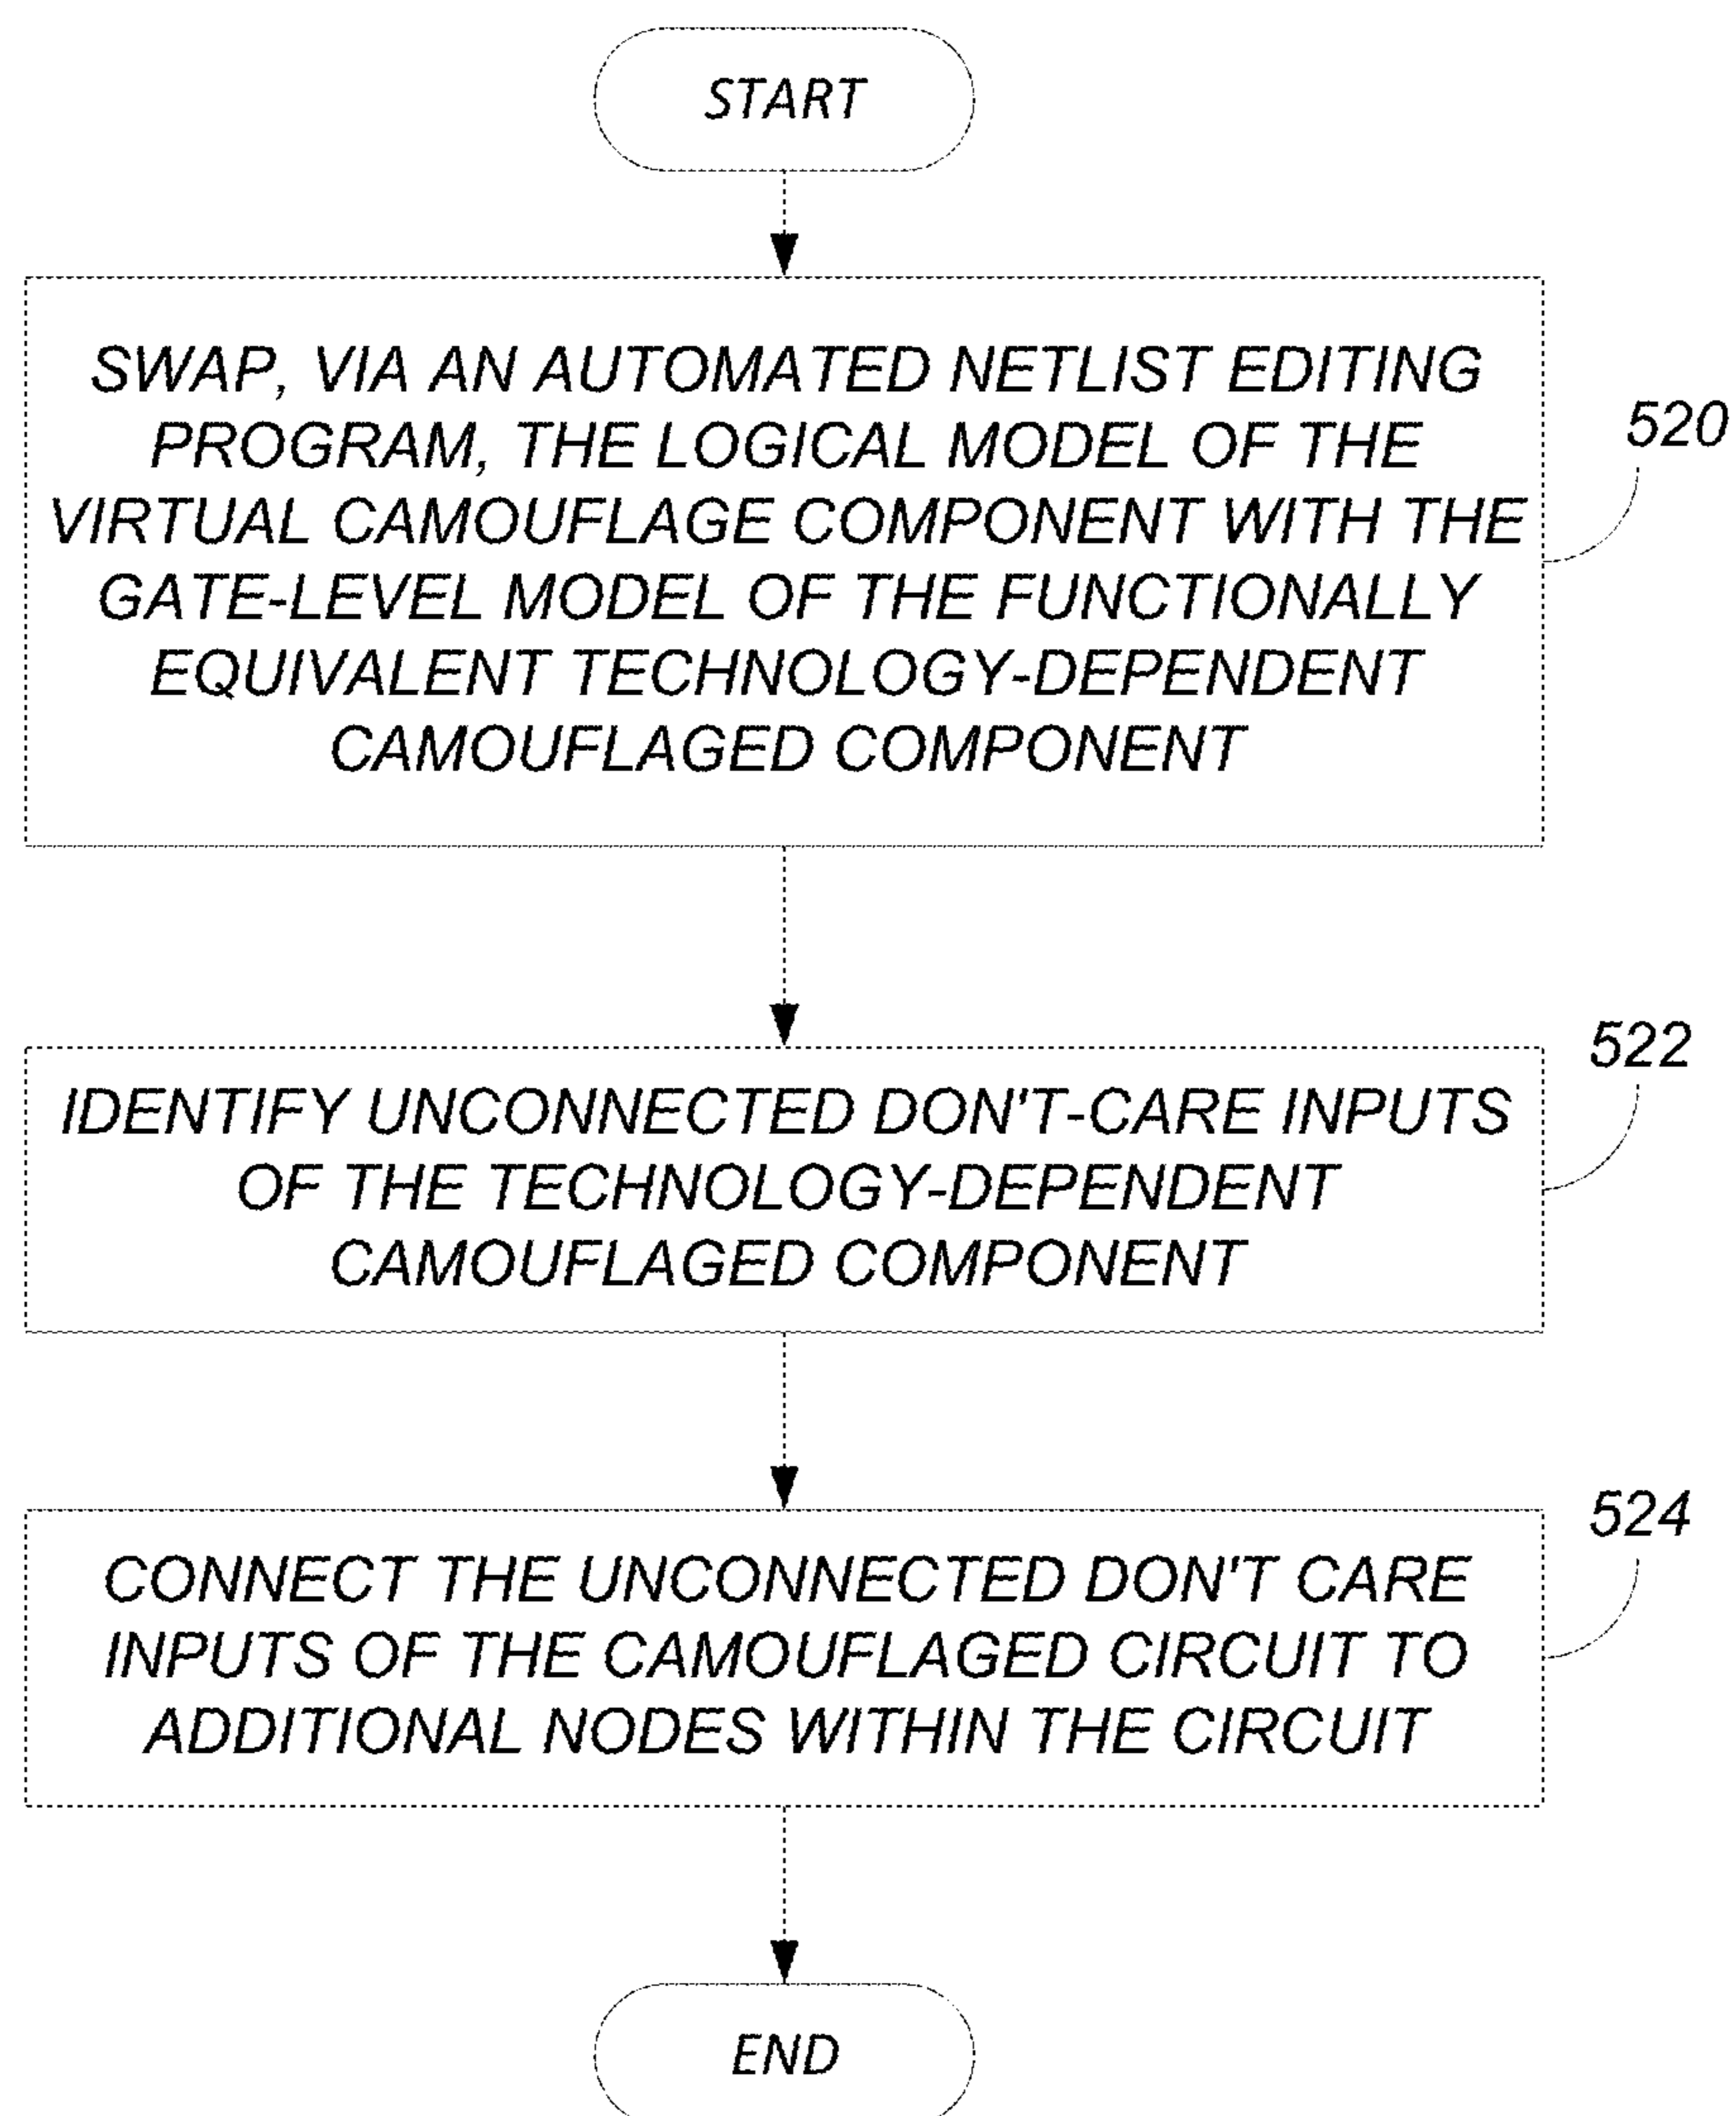 START
SWAP, VIA AN AUTOMATED NETLIST EDITING
PROGRAM, THE LOGICAL MODEL OF THE
VIRTUAL CAMOUFLAGE COMPONENT WITH THE
GATE-LEVEL MODEL OF THE FUNCTIONALLY
EQUIVALENT TECHNOLOGY-DEPENDENT
CAMOUFLAGED COMPONENT
520
IDENTIFY UNCONNECTED DON'T-CARE INPUTS
OF THE TECHNOLOGY-DEPENDENT
CAMOUFLAGED COMPONENT
522
CONNECT THE UNCONNECTED DON'T CARE
INPUTS OF THE CAMOUFLAGED CIRCUIT TO
ADDITIONAL NODES WITHIN THE CIRCUIT
524
END